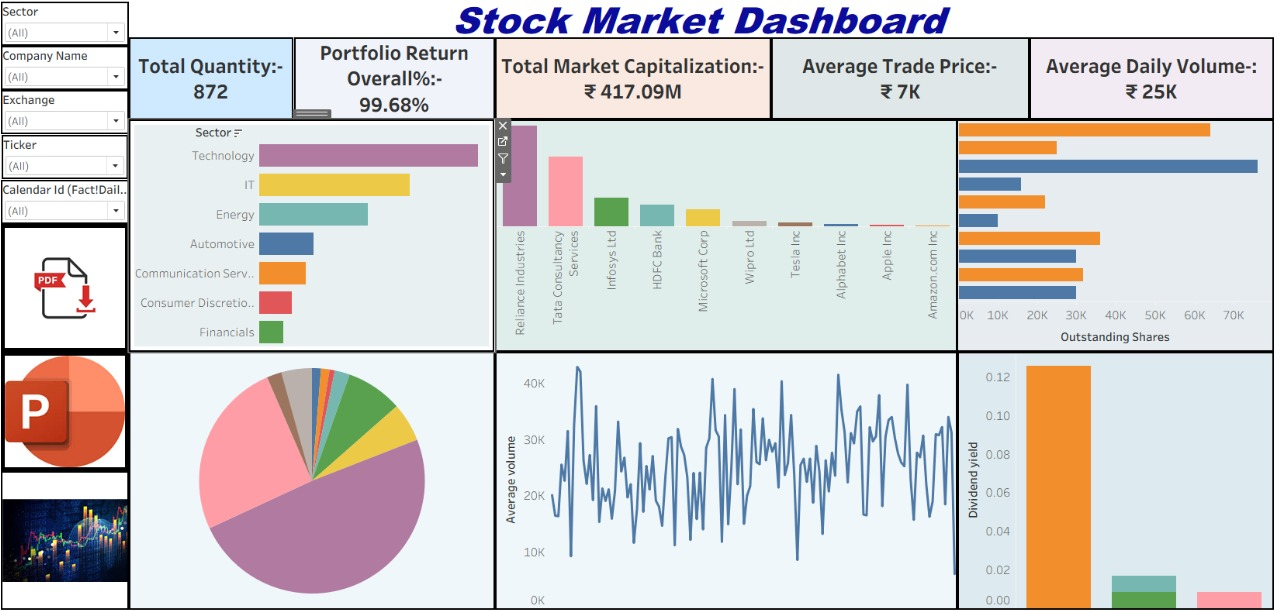 Stock Market Dashboard
Sector
(All)
Company Name
(All)
Exchange
(All)
Ticker
(All)
Calendar Id (Fact!Dail..
(All)
PDF
P
Total Quantity:-
872
Portfolio Return
Overall%:-
99.68%
Total Market Capitalization:-
₹ 417.09M
Average Trade Price:-
₹ 7K
Average Daily Volume-:
₹ 25K
Sector
Technology
IT
Energy
Automotive
Communication Serv..
Consumer Discretio..
Financials
Reliance Industries
Tata Consultancy
Services
Infosys Ltd
HDFC Bank
Microsoft Corp
Wipro Ltd
Tesla Inc
Alphabet Inc
Apple Inc
Amazon.com Inc
0K 10K 20K 30K 40K 50K 60K 70K
Outstanding Shares
Average volume
40K
30K
20K
10K
0K
Dividend yield
0.12
0.10
0.08
0.06
0.04
0.02
0.00